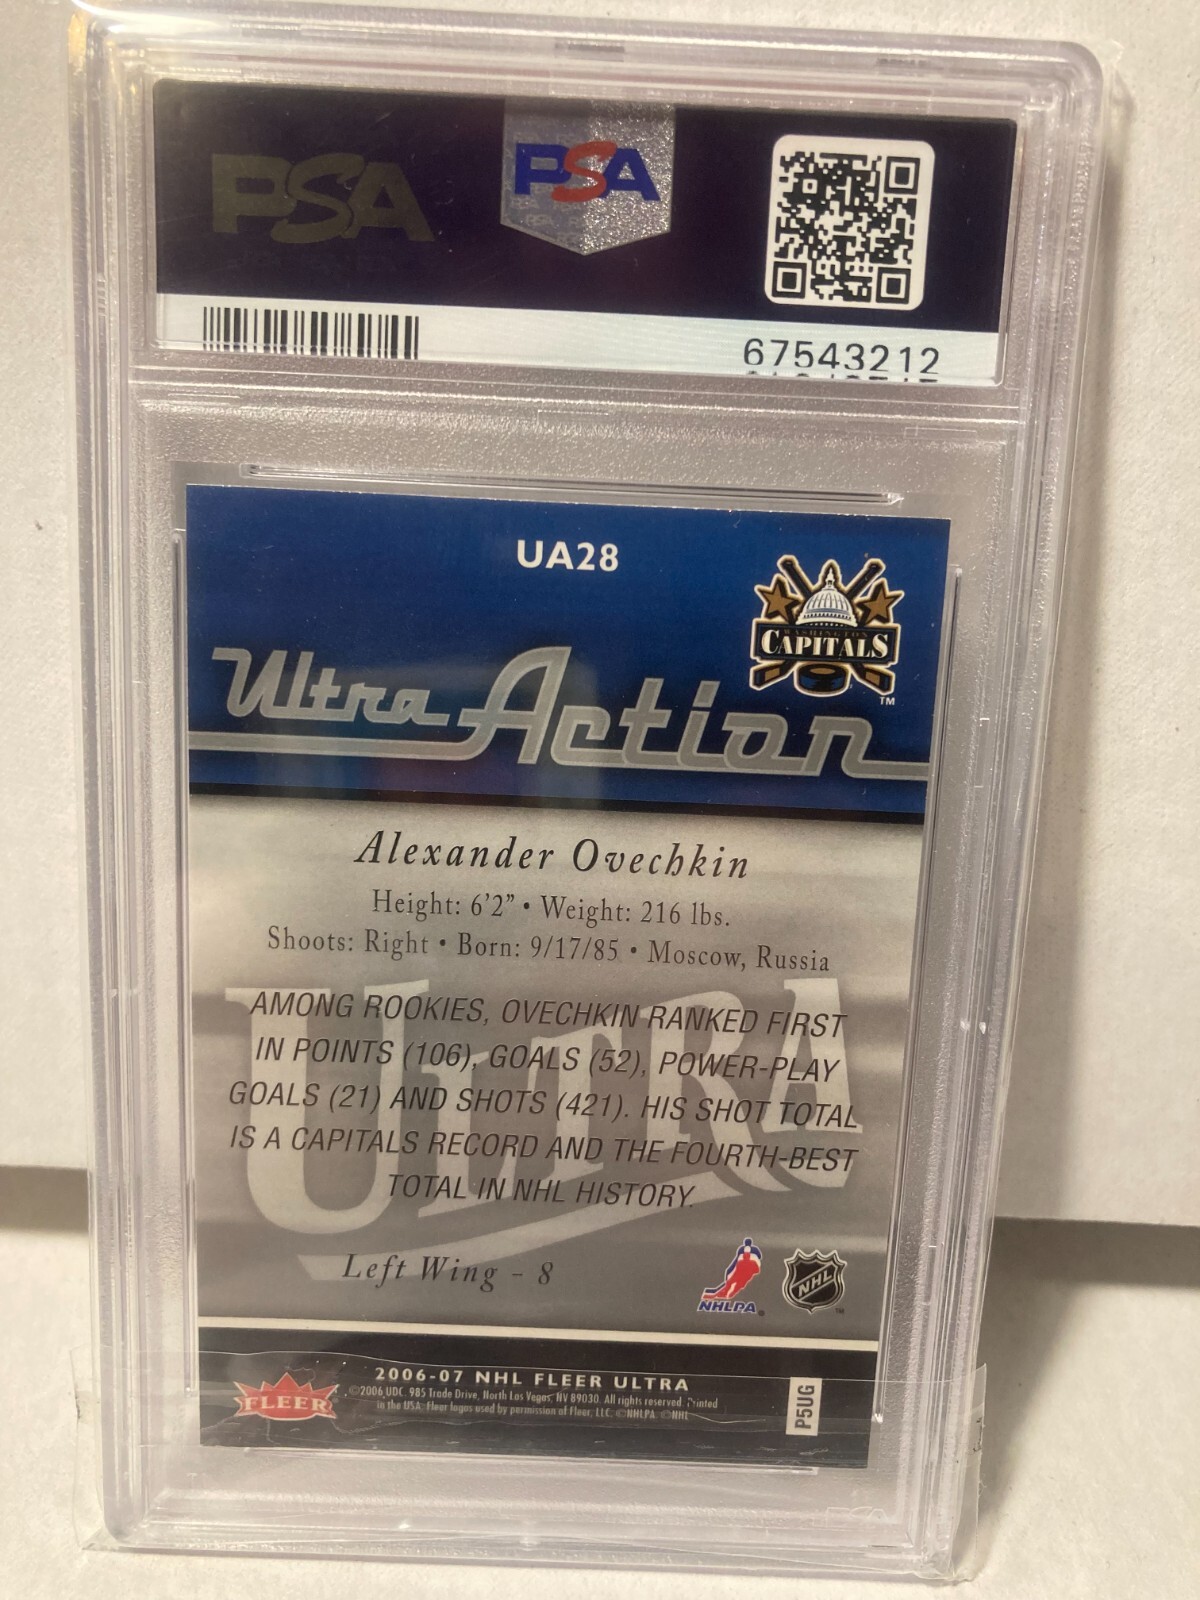 PSA
PSA
67543212
UA28
WASHINGTON
CAPITALS
TM
Ultra Action
Alexander Ovechkin
Height: 6'2” • Weight: 216 lbs.
Shoots: Right • Born: 9/17/85 • Moscow, Russia
ULTRA
AMONG ROOKIES, OVECHKIN RANKED FIRST
IN POINTS (106), GOALS (52), POWER-PLAY
GOALS (21) AND SHOTS (421). HIS SHOT TOTAL
IS A CAPITALS RECORD AND THE FOURTH-BEST
TOTAL IN NHL HISTORY.
Left Wing - 8
NHLPA
NHL
FLEER
2006-07 NHL FLEER ULTRA
©2006 UDC. 985 Trade Drive, North Las Vegas, NV 89030. All rights reserved. Printed
in the USA. Fleer logos used by permission of Fleer, LLC. ©NHLPA. ©NHL
P5UG